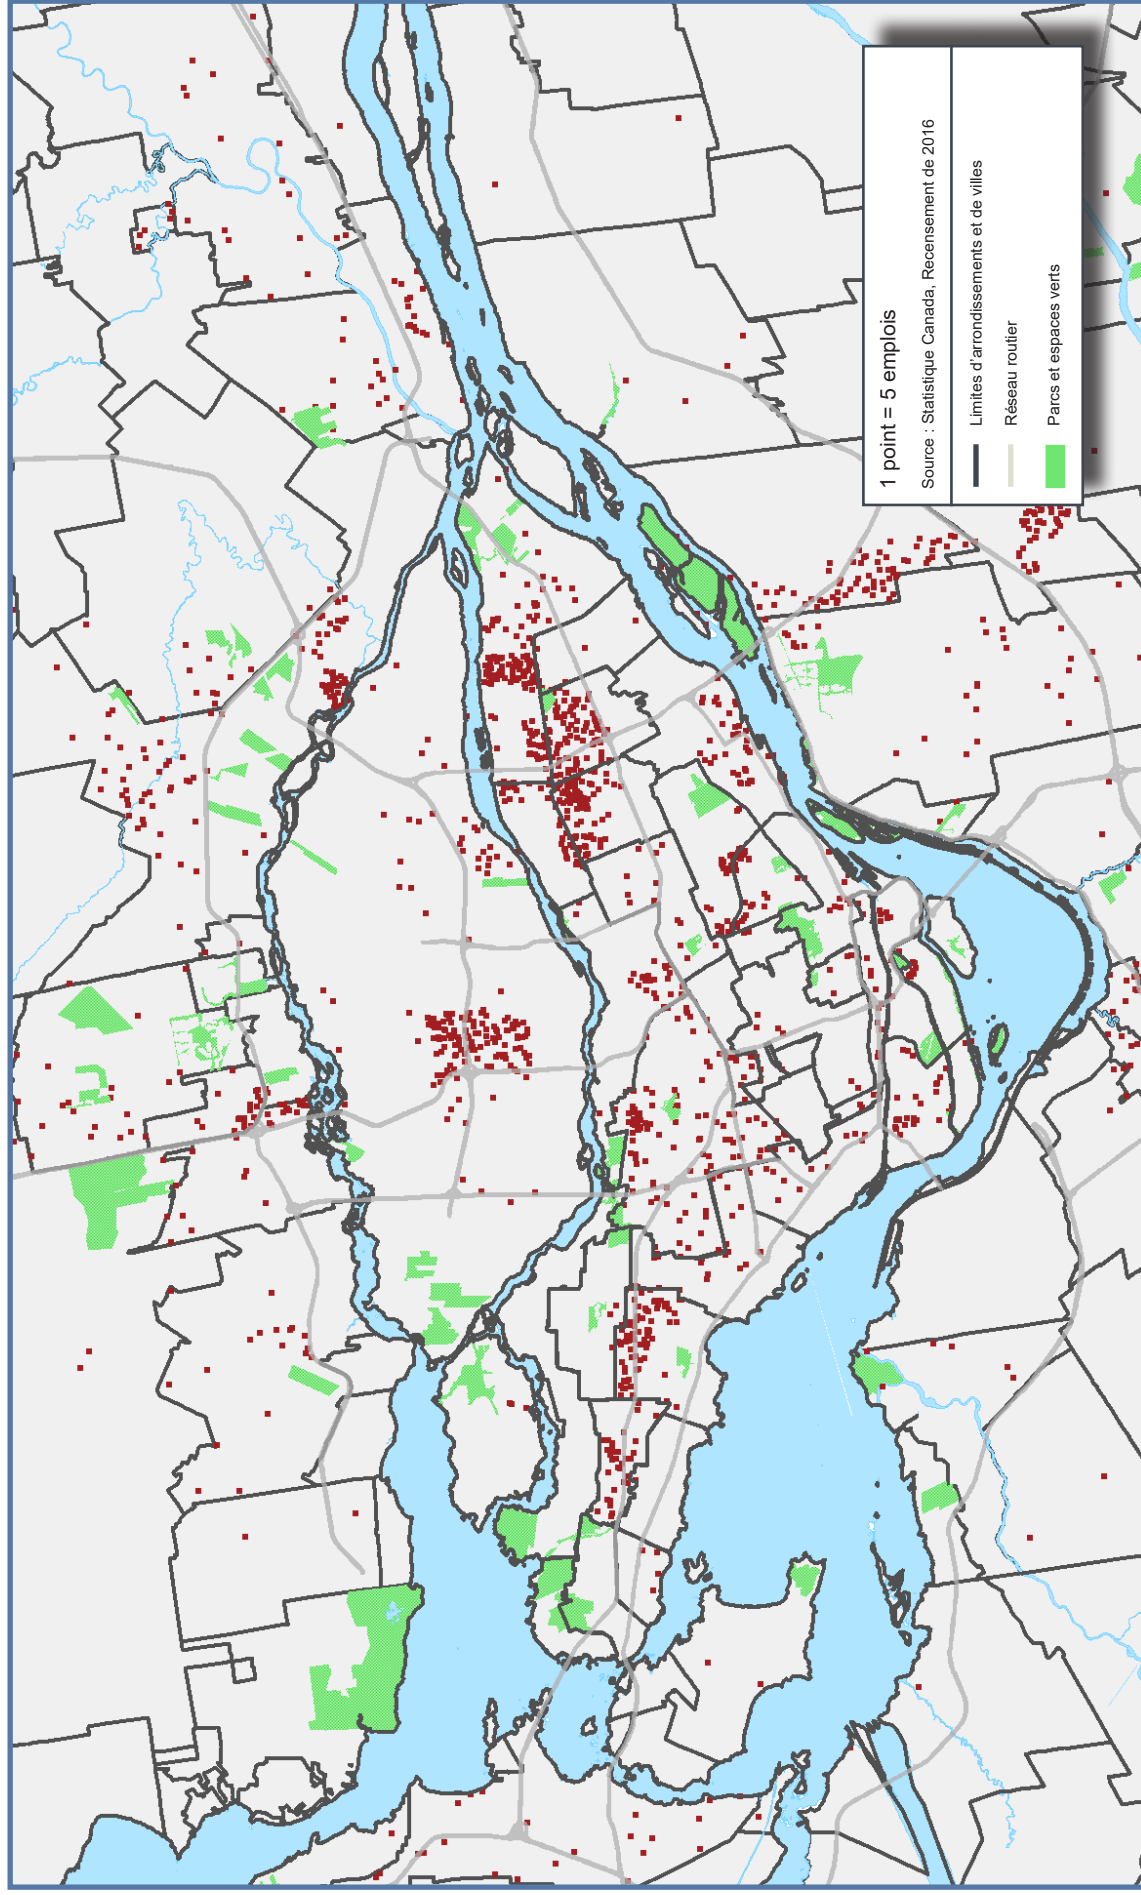 1 point = 5 emplois
Source : Statistique Canada, Recensement de 2016
Limites d'arrondissements et de villes
Réseau routier
Parcs et espaces verts